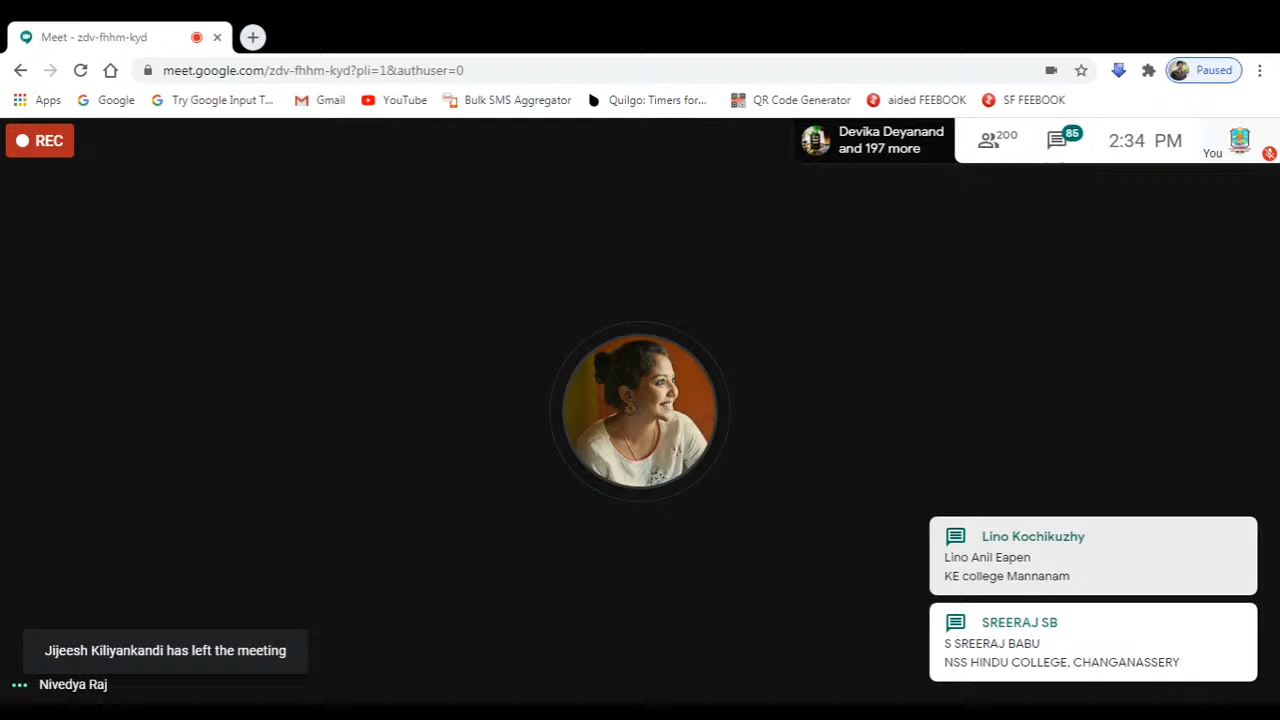 Meet - zdv-fhhm-kyd
meet.google.com/zdv-fhhm-kyd?pli=1&authuser=0
Paused
Apps
Google
Try Google Input T...
Gmail
YouTube
Bulk SMS Aggregator
Quilgo: Timers for...
QR Code Generator
aided FEEBOOK
SF FEEBOOK
REC
Devika Deyanand
and 197 more
200
85
2:34 PM
You
Lino Kochikuzhy
Lino Anil Eapen
KE college Mannanam
SREERAJ SB
S SREERAJ BABU
NSS HINDU COLLEGE, CHANGANASSERY
Jijeesh Kiliyankandi has left the meeting
Nivedya Raj